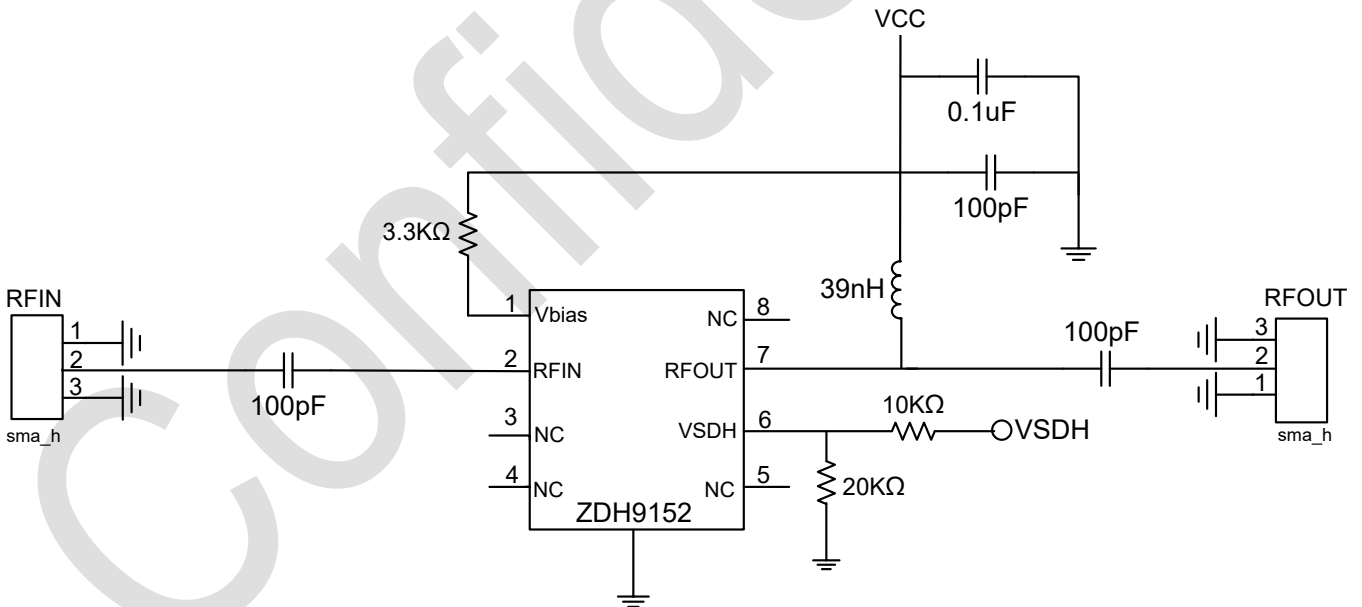 VCC
0.1uF
100pF
3.3KΩ
39nH
RFIN
1
2
3
sma_h
100pF
1
Vbias
2
RFIN
3
NC
4
NC
8
NC
7
RFOUT
6
VSDH
5
NC
ZDH9152
10KΩ
VSDH
20KΩ
100pF
RFOUT
3
2
1
sma_h